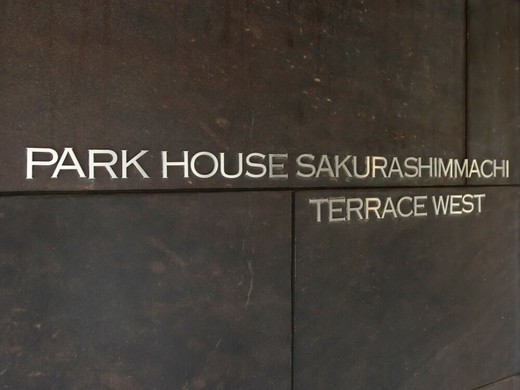 PARK HOUSE SAKURASHIMMACHI
TERRACE WEST